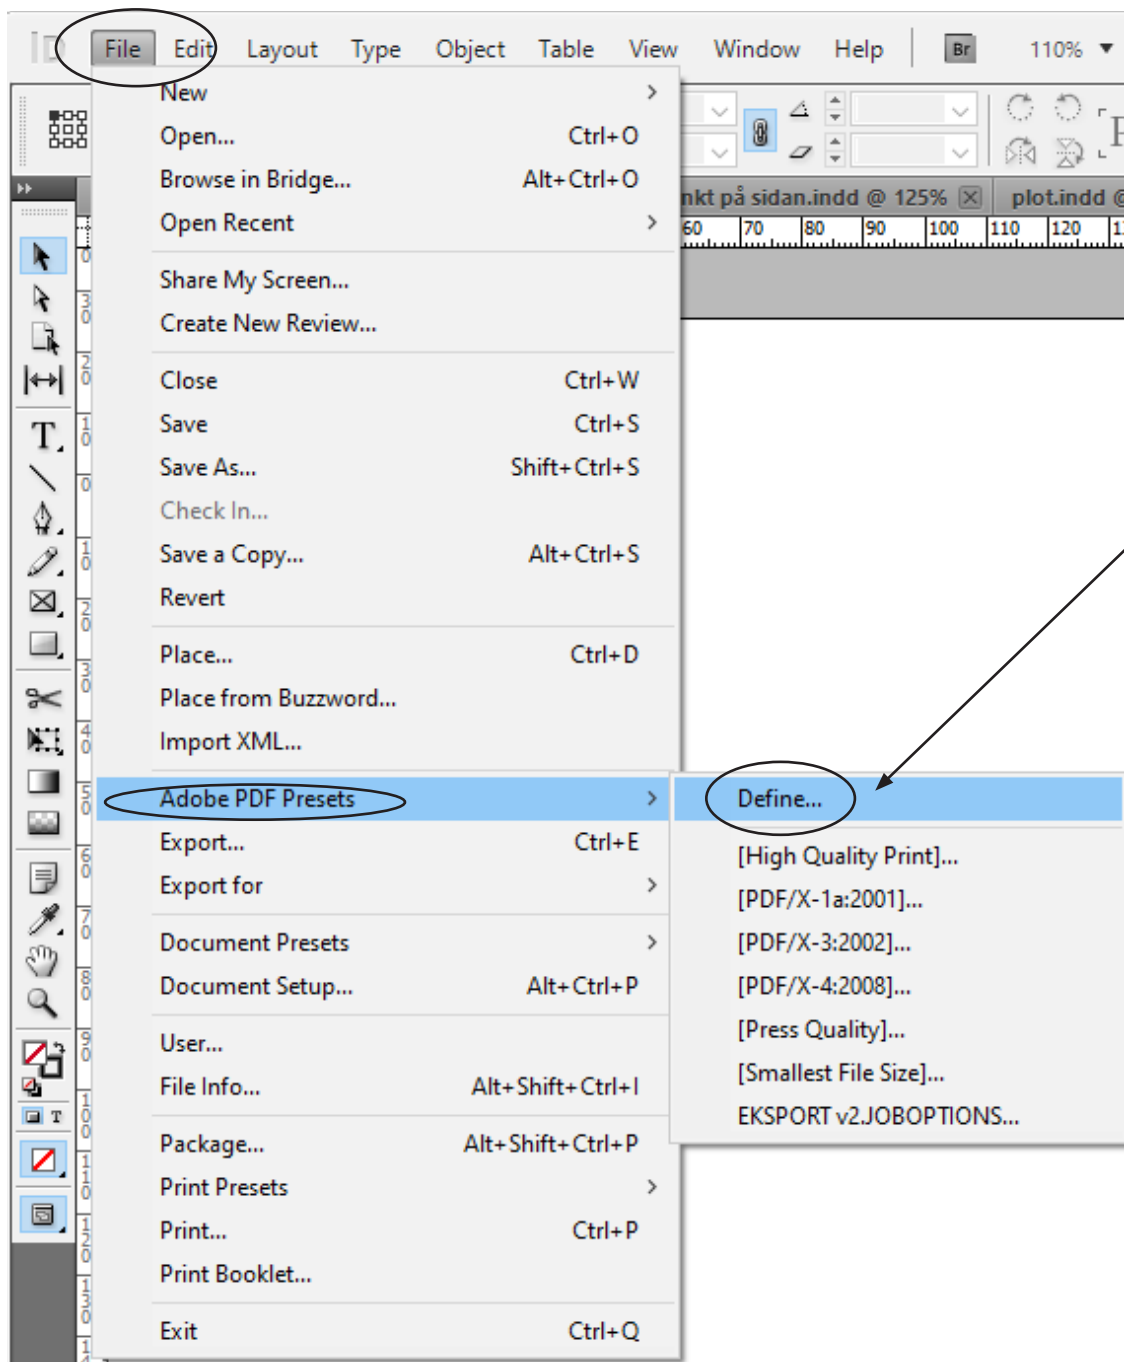 ID File Edit Layout Type Object Table View Window Help Br 110%
New
Open... Ctrl+O
Browse in Bridge... Alt+Ctrl+O
nkt på sidan.indd @ 125% plot.indd @
Open Recent
60 70 80 90 100 110 120
Share My Screen...
Create New Review...
Close Ctrl+W
Save Ctrl+S
Save As... Shift+Ctrl+S
Check In...
Save a Copy... Alt+Ctrl+S
Revert
Place... Ctrl+D
Place from Buzzword...
Import XML...
Adobe PDF Presets
Define...
Export... Ctrl+E
[High Quality Print]...
Export for
[PDF/X-1a:2001]...
Document Presets
[PDF/X-3:2002]...
Document Setup... Alt+Ctrl+P
[PDF/X-4:2008]...
User...
[Press Quality]...
File Info... Alt+Shift+Ctrl+I
[Smallest File Size]...
EKSPORT v2.JOBOPTIONS...
Package... Alt+Shift+Ctrl+P
Print Presets
Print... Ctrl+P
Print Booklet...
Exit Ctrl+Q